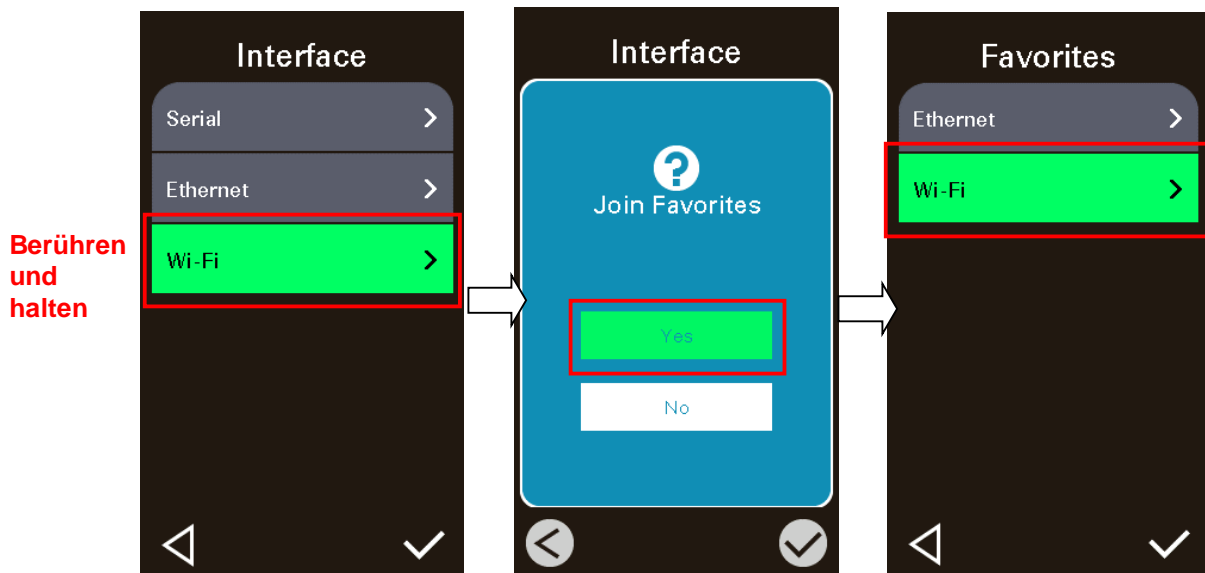 Berühren
und
halten
Interface
Serial
Ethernet
Wi-Fi
Interface
?
Join Favorites
Yes
No
Favorites
Ethernet
Wi-Fi